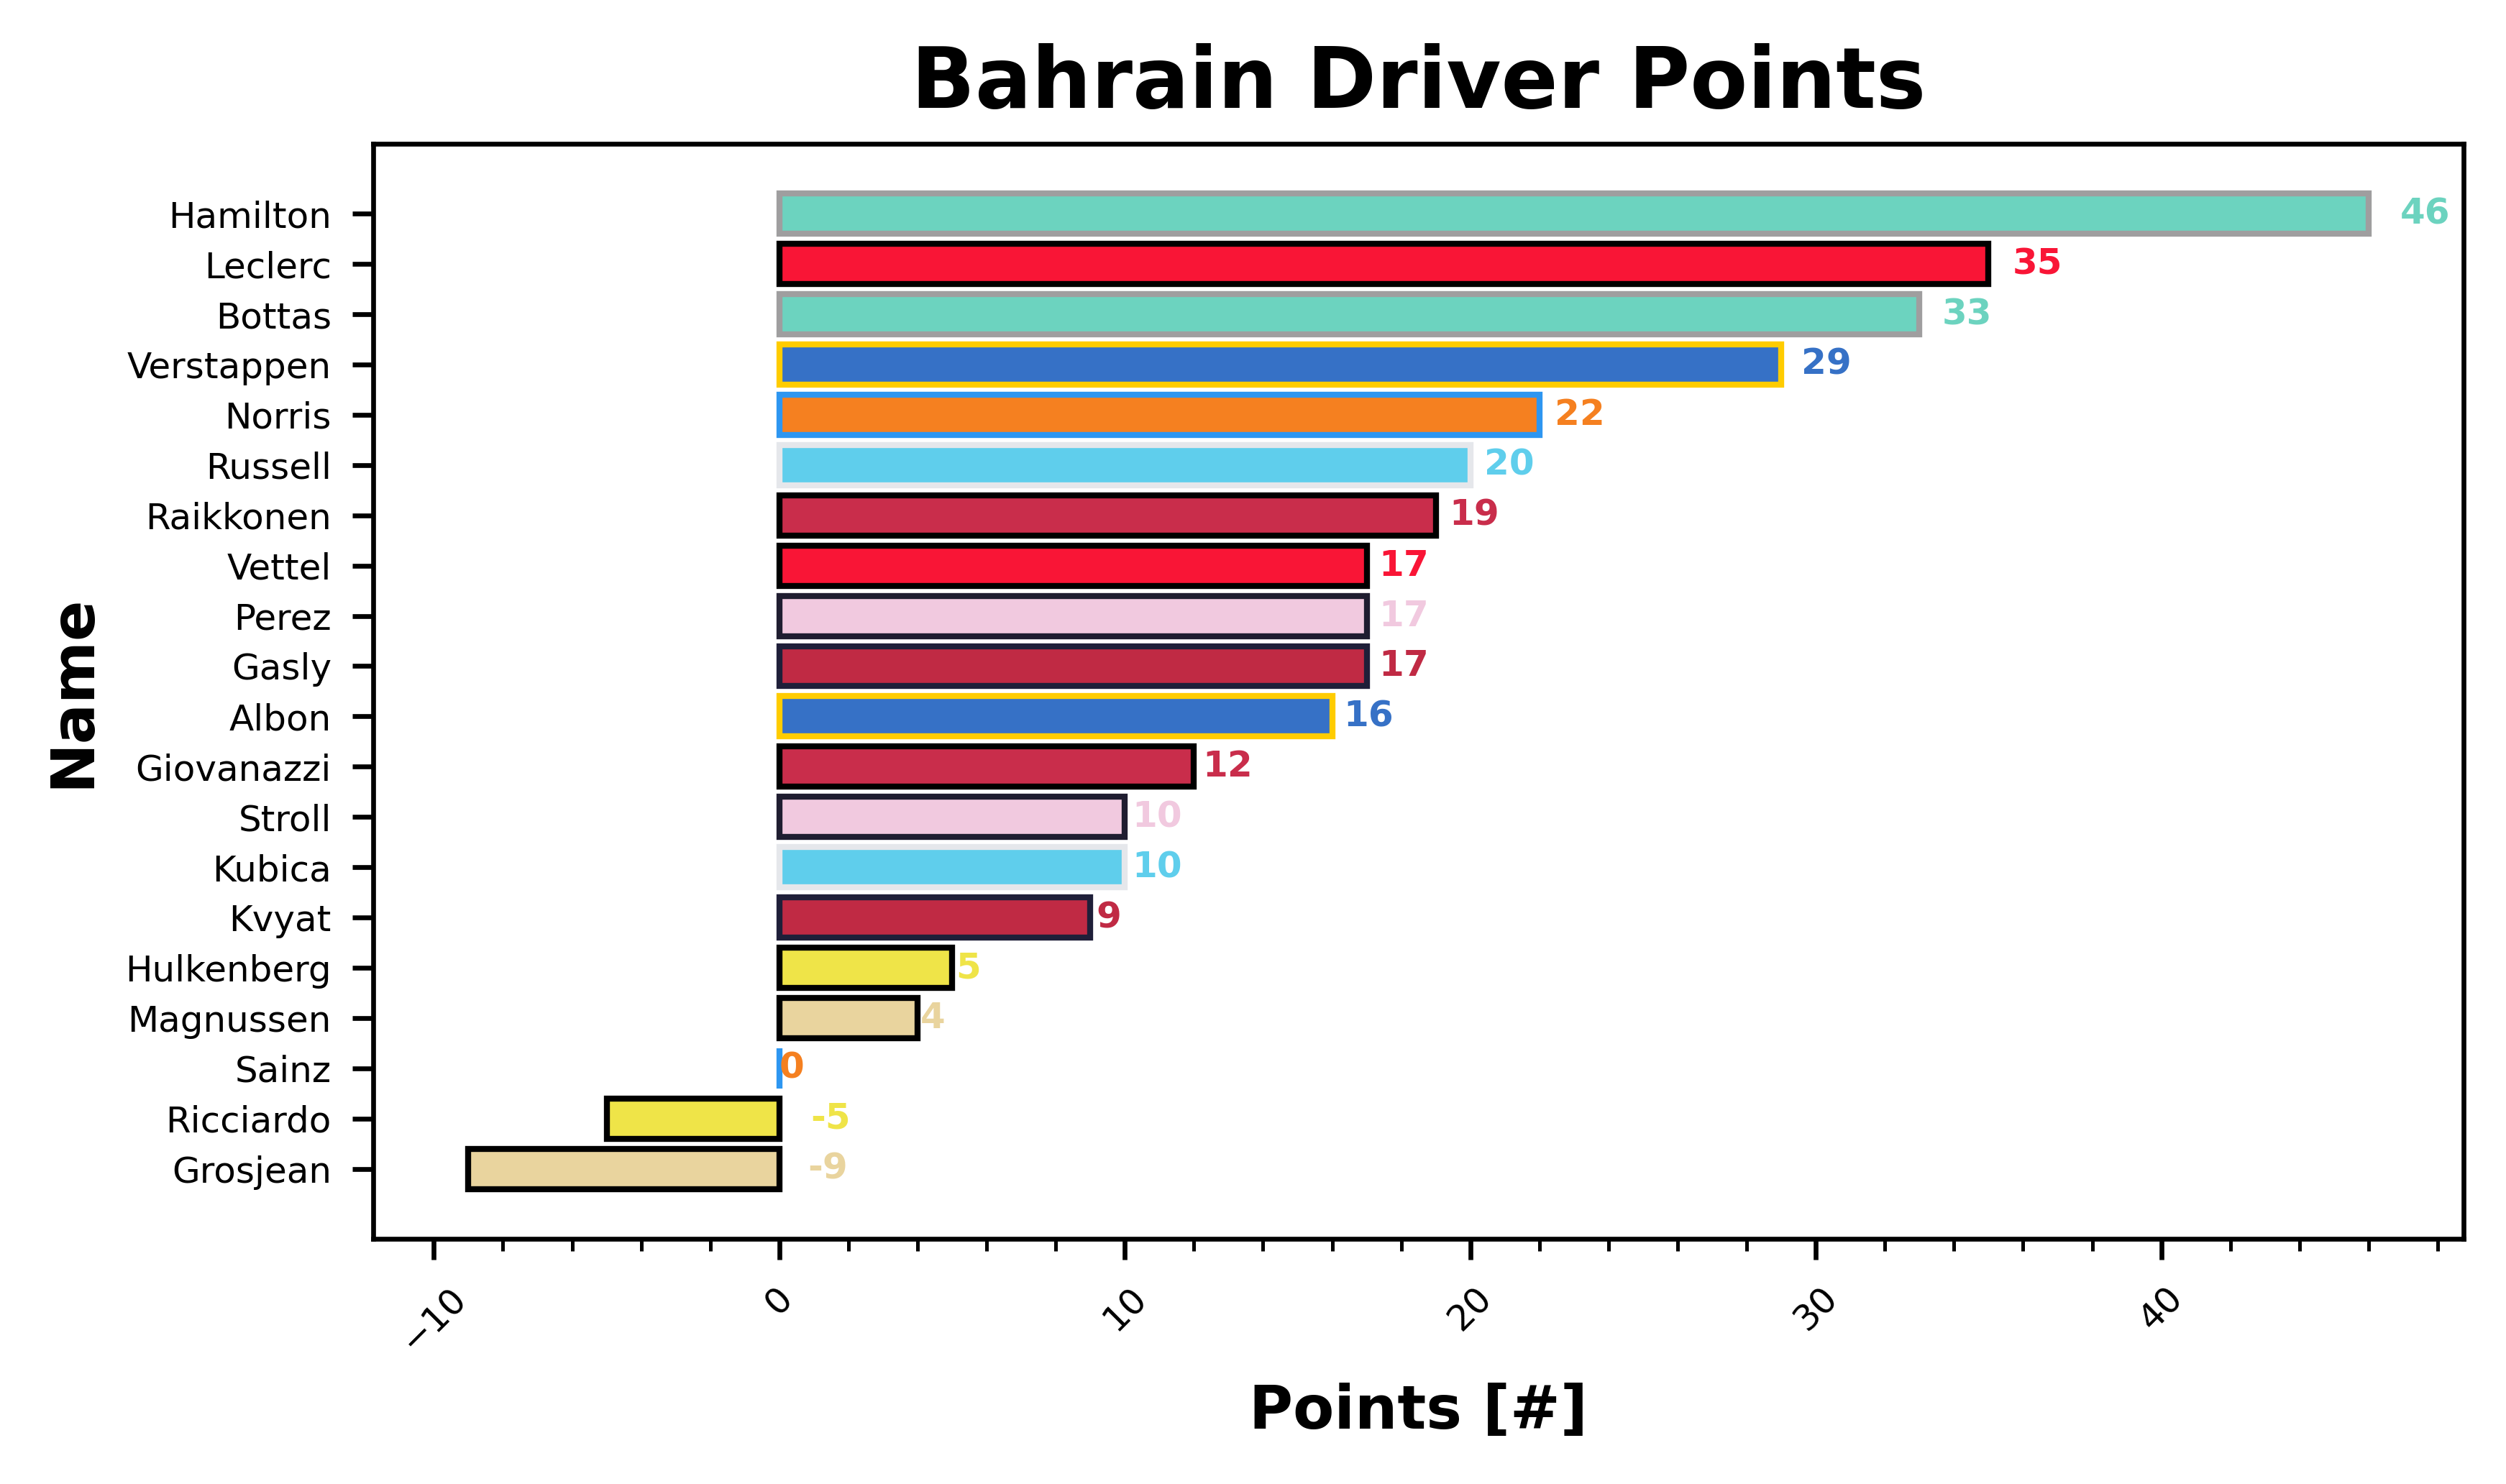 Bahrain Driver Points
Name
Hamilton 46
Leclerc 35
Bottas 33
Verstappen 29
Norris 22
Russell 20
Raikkonen 19
Vettel 17
Perez 17
Gasly 17
Albon 16
Giovanazzi 12
Stroll 10
Kubica 10
Kvyat 9
Hulkenberg 5
Magnussen 4
Sainz 0
Ricciardo -5
Grosjean -9
−10 0 10 20 30 40
Points [#]